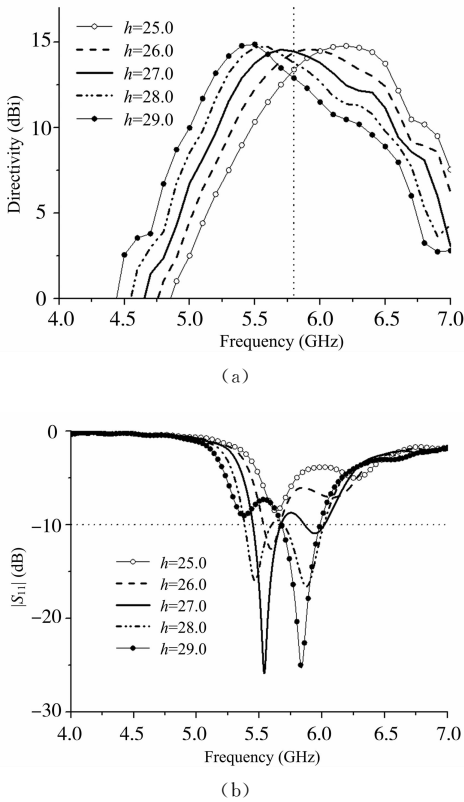 15
10
5
0
Directivity (dBi)
h=25.0
h=26.0
h=27.0
h=28.0
h=29.0
4.0 4.5 5.0 5.5 6.0 6.5 7.0
Frequency (GHz)
(a)
0
−10
−20
−30
|S11| (dB)
h=25.0
h=26.0
h=27.0
h=28.0
h=29.0
4.0 4.5 5.0 5.5 6.0 6.5 7.0
Frequency (GHz)
(b)